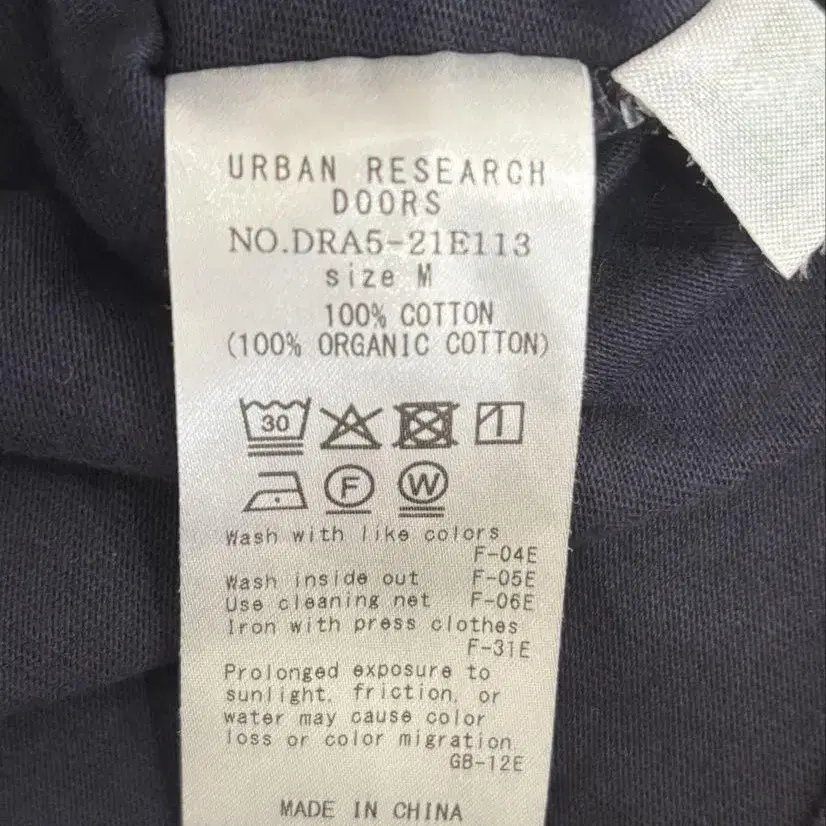 URBAN RESEARCH
DOORS
NO.DRA5-21E113
size M
100% COTTON
(100% ORGANIC COTTON)
30
F W
Wash with like colors
F-04E
Wash inside out F-05E
Use cleaning net F-06E
Iron with press clothes
F-31E
Prolonged exposure to
sunlight, friction, or
water may cause color
loss or color migration.
GB-12E
MADE IN CHINA